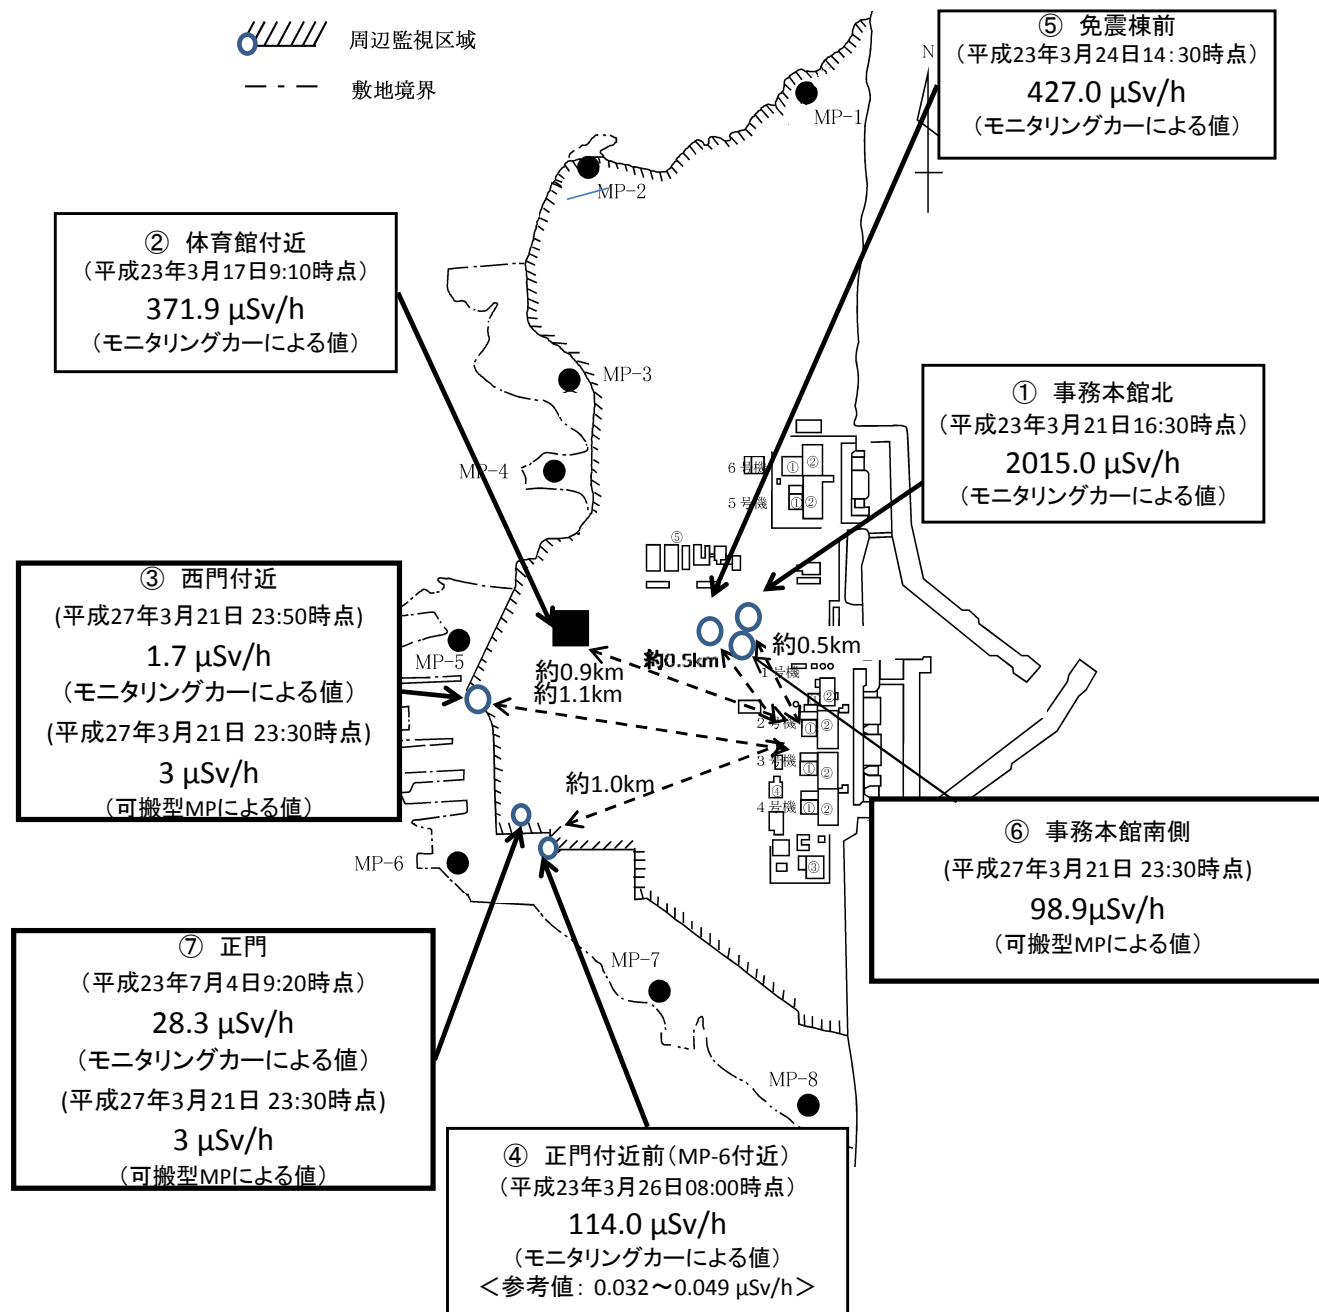 周辺監視区域
敷地境界
⑤ 免震棟前
（平成23年3月24日14：30時点）
427.0 μSv/h
（モニタリングカーによる値）
N
MP-1
MP-2
② 体育館付近
（平成23年3月17日9:10時点）
371.9 μSv/h
（モニタリングカーによる値）
MP-3
① 事務本館北
（平成23年3月21日16:30時点）
2015.0 μSv/h
（モニタリングカーによる値）
MP-4
6号機
① ②
5号機
① ②
⑤
③ 西門付近
(平成27年3月21日 23:50時点)
1.7 μSv/h
（モニタリングカーによる値）
(平成27年3月21日 23:30時点)
3 μSv/h
（可搬型MPによる値）
MP-5
約0.5km
約0.5km
約0.9km
約1.1km
1号機
②
2号機
① ②
3号機
① ②
約1.0km
④
4号機
① ②
③
MP-6
⑥ 事務本館南側
(平成27年3月21日 23:30時点)
98.9μSv/h
（可搬型MPによる値）
⑦ 正門
（平成23年7月4日9:20時点）
28.3 μSv/h
（モニタリングカーによる値）
(平成27年3月21日 23:30時点)
3 μSv/h
（可搬型MPによる値）
MP-7
MP-8
④ 正門付近前（MP-6付近）
（平成23年3月26日08:00時点）
114.0 μSv/h
（モニタリングカーによる値）
＜参考値： 0.032～0.049 μSv/h＞